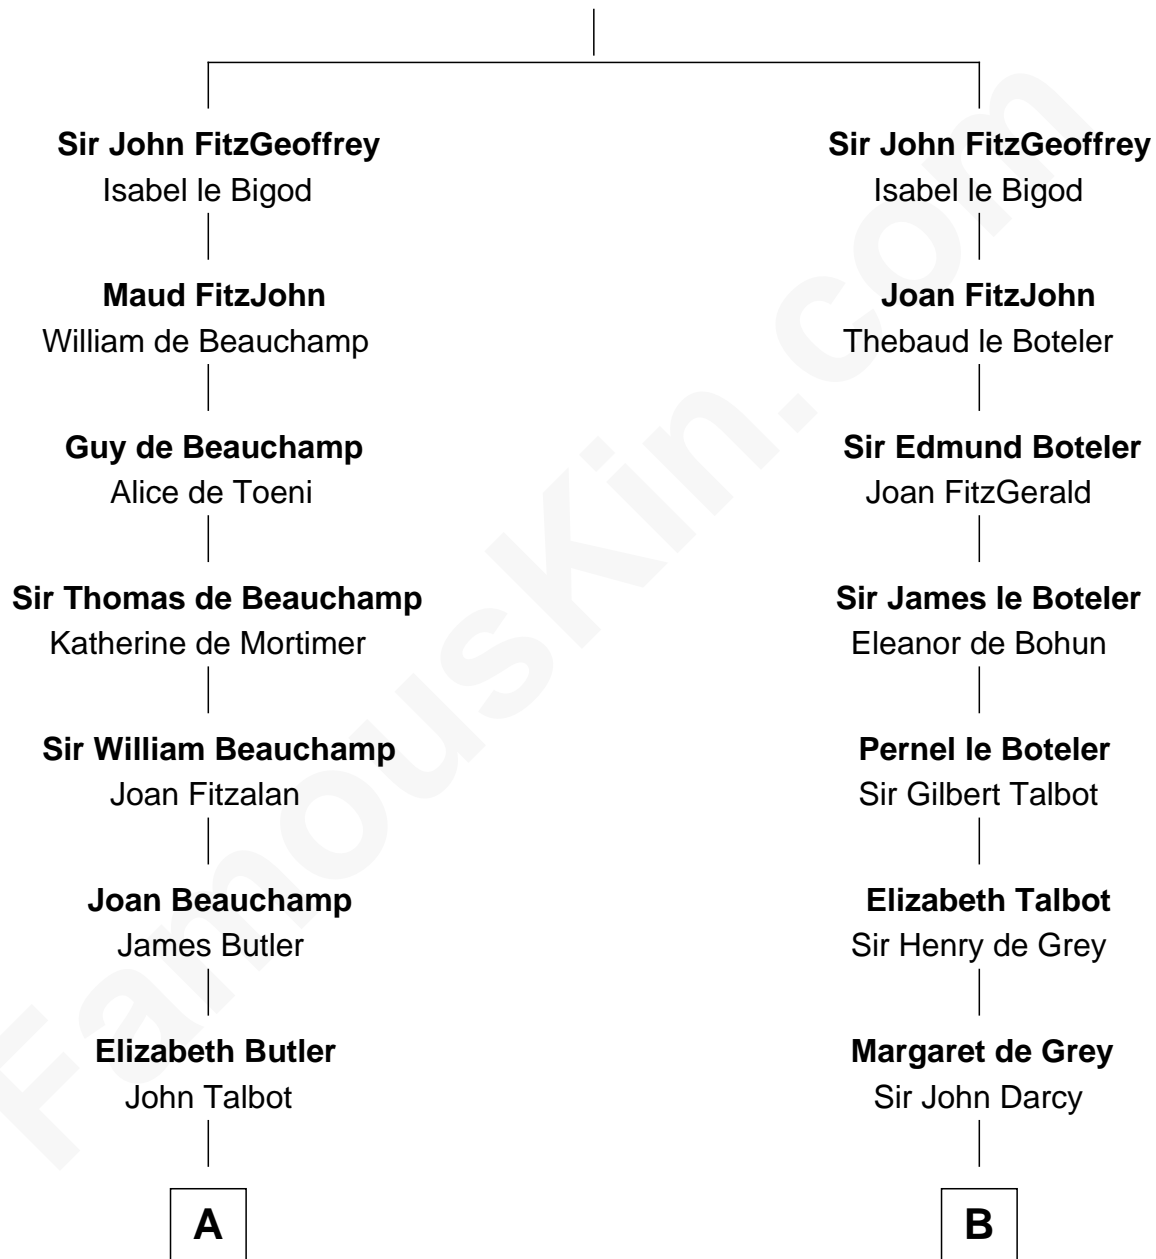 Sir John FitzGeoffrey
Isabel le Bigod
Maud FitzJohn
William de Beauchamp
Guy de Beauchamp
Alice de Toeni
Sir Thomas de Beauchamp
Katherine de Mortimer
Sir William Beauchamp
Joan Fitzalan
Joan Beauchamp
James Butler
Elizabeth Butler
John Talbot
A
Sir John FitzGeoffrey
Isabel le Bigod
Joan FitzJohn
Thebaud le Boteler
Sir Edmund Boteler
Joan FitzGerald
Sir James le Boteler
Eleanor de Bohun
Pernel le Boteler
Sir Gilbert Talbot
Elizabeth Talbot
Sir Henry de Grey
Margaret de Grey
Sir John Darcy
B
FamousKin.com